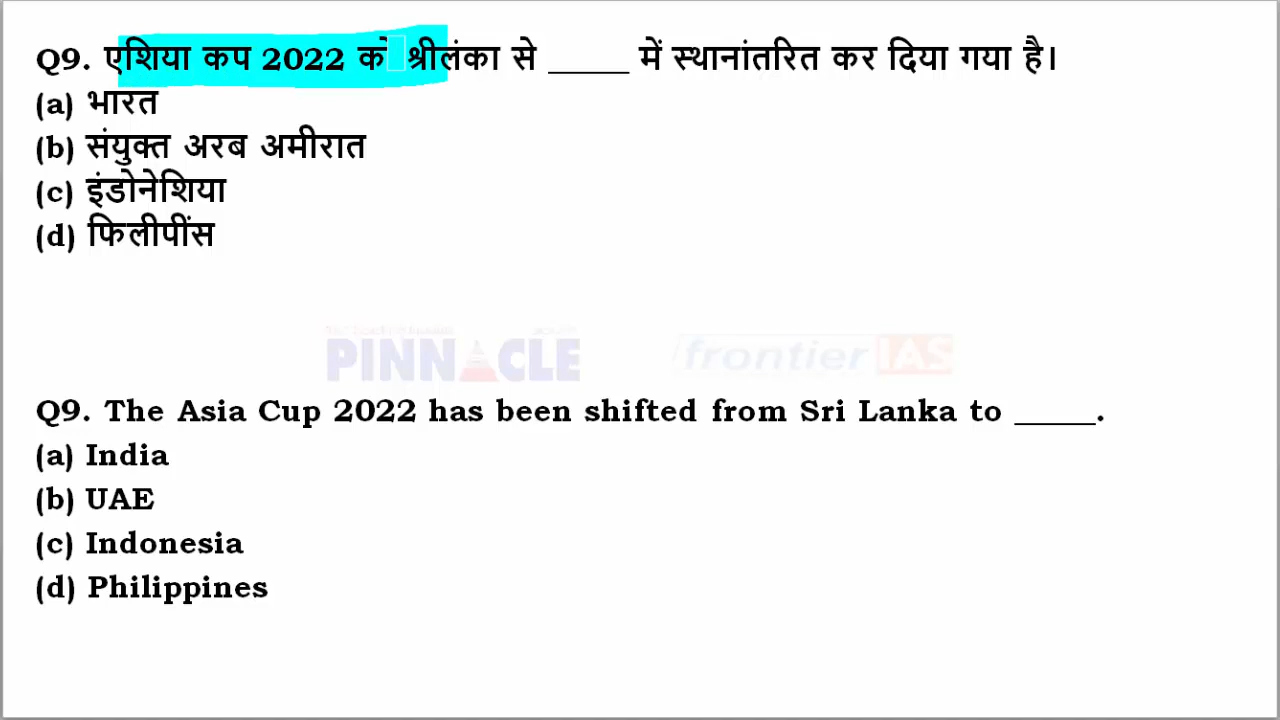 Q9. एशिया कप 2022 को श्रीलंका से _____ में स्थानांतरित कर दिया गया है।
(a) भारत
(b) संयुक्त अरब अमीरात
(c) इंडोनेशिया
(d) फिलीपींस
PINNACLE frontier IAS
Q9. The Asia Cup 2022 has been shifted from Sri Lanka to _____.
(a) India
(b) UAE
(c) Indonesia
(d) Philippines